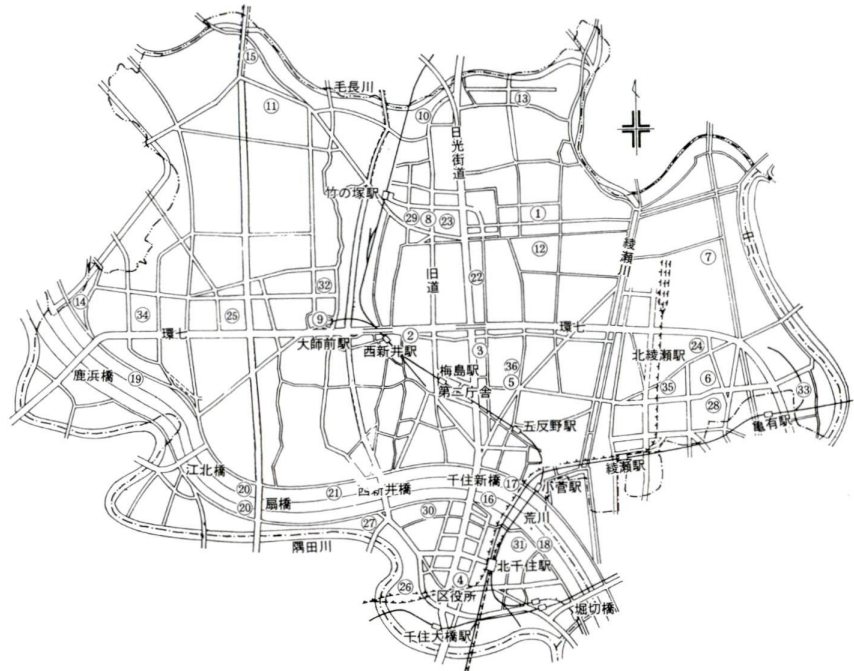 ⑮
毛長川
⑪
⑩
⑬
日光街道
竹の塚駅
㉙
⑧
㉓
①
⑫
綾瀬川
中川
⑦
旧道
㉒
⑭
㉞
㉕
㉜
⑨
環七
大師前駅
②
西新井駅
環七
③
梅島駅
㊱
⑤
第二庁舎
北綾瀬駅
㉔
㉟
⑥
㉘
㉝
鹿浜橋
⑲
五反野駅
亀有駅
綾瀬駅
江北橋
⑳
⑳
扇橋
㉑
西新井橋
千住新橋
⑰
小菅駅
⑯
荒川
㉗
㉚
㉛
⑱
隅田川
北千住駅
④
㉖
区役所
堀切橋
千住大橋駅